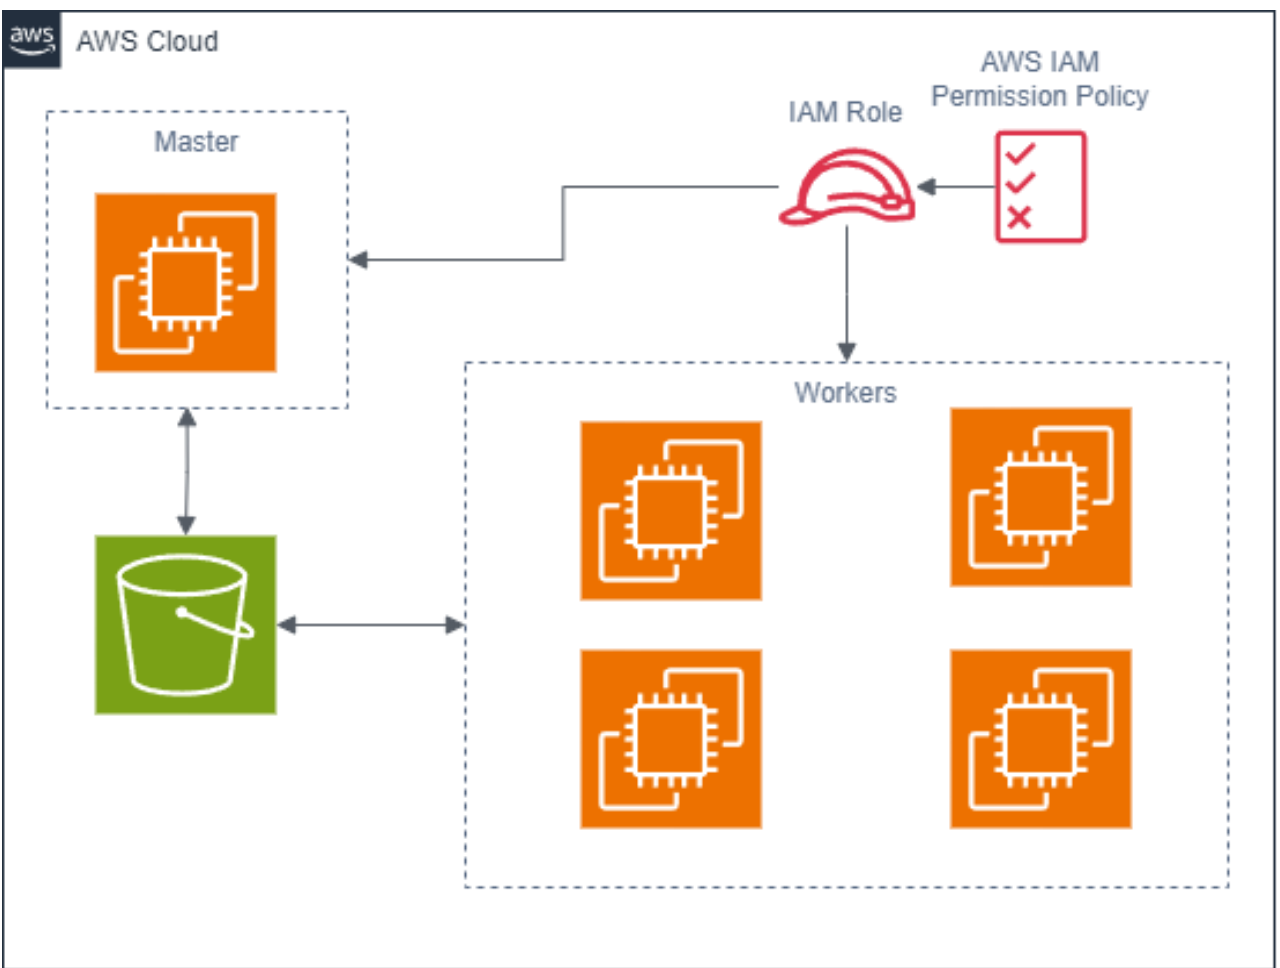 aws
AWS Cloud
AWS IAM
Permission Policy
IAM Role
Master
Workers